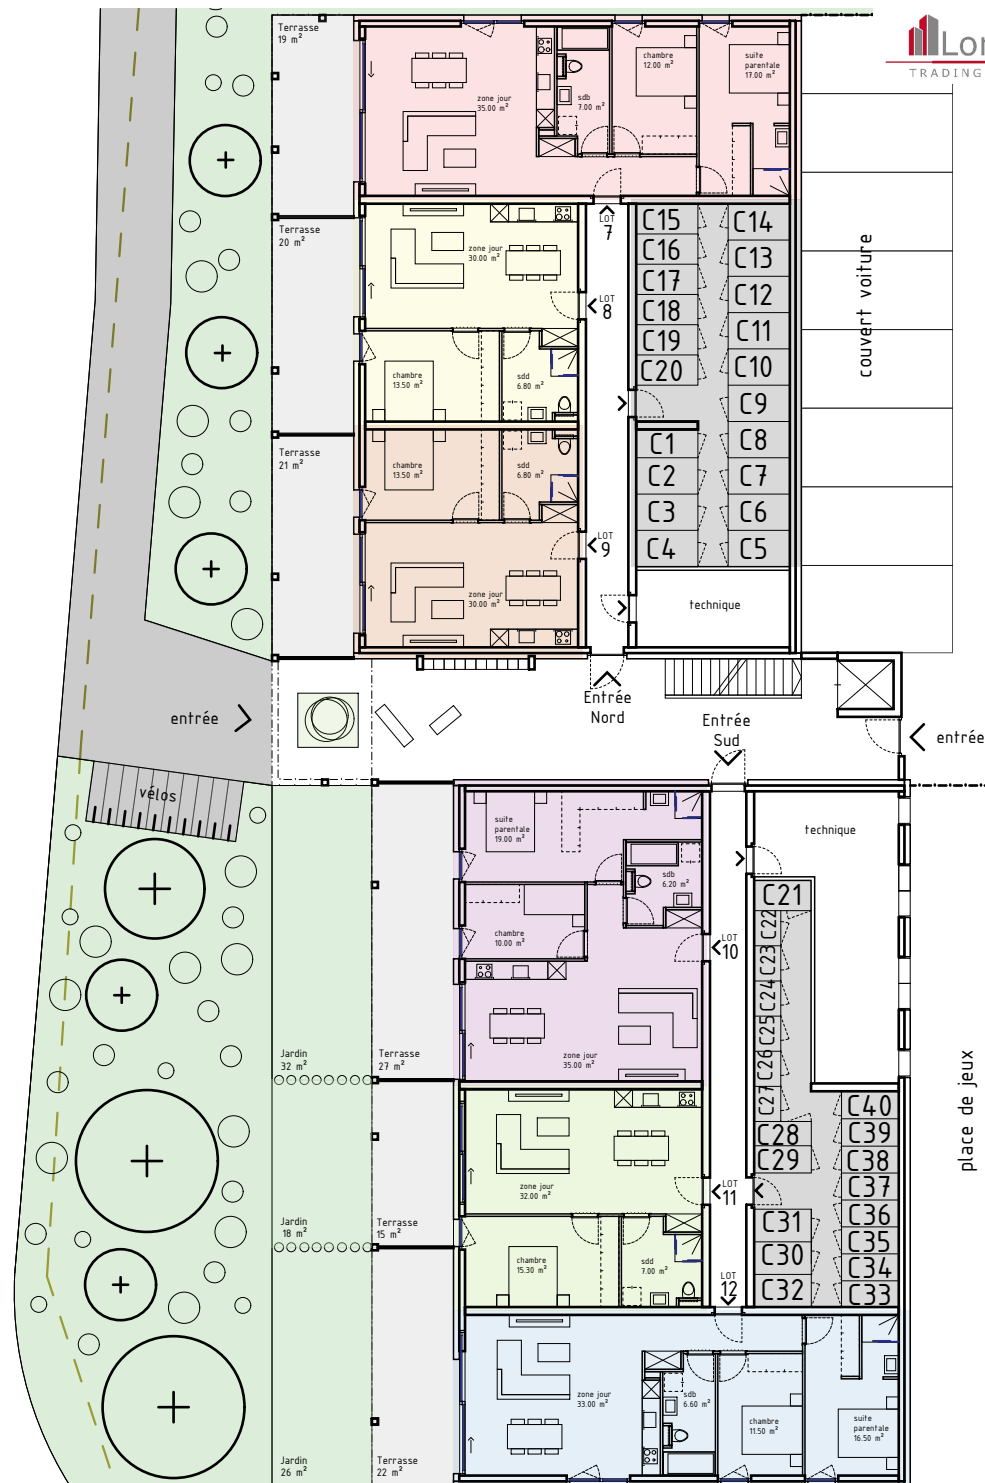 Terrasse
19 m²
zone jour
35.00 m²
sdb
7.00 m²
chambre
12.00 m²
suite
parentale
17.00 m²
TRADING
Terrasse
20 m²
zone jour
30.00 m²
LOT
7
LOT
8
chambre
13.50 m²
sdd
6.80 m²
C15
C16
C17
C18
C19
C20
C14
C13
C12
C11
C10
C9
C8
C7
C6
C5
C1
C2
C3
C4
couvert voiture
Terrasse
21 m²
chambre
13.50 m²
sdd
6.80 m²
LOT
9
zone jour
30.00 m²
technique
entrée
Entrée
Nord
Entrée
Sud
entrée
vélos
suite
parentale
19.00 m²
sdb
6.20 m²
technique
chambre
10.00 m²
LOT
10
zone jour
35.00 m²
Jardin
32 m²
Terrasse
27 m²
C21
C22
C23
C24
C25
C26
C27
C28
C29
C31
C30
C32
C40
C39
C38
C37
C36
C35
C34
C33
place de jeux
zone jour
32.00 m²
LOT
11
Jardin
18 m²
Terrasse
15 m²
chambre
15.30 m²
sdd
7.00 m²
LOT
12
zone jour
33.00 m²
sdb
6.60 m²
chambre
11.50 m²
suite
parentale
16.50 m²
Jardin
26 m²
Terrasse
22 m²